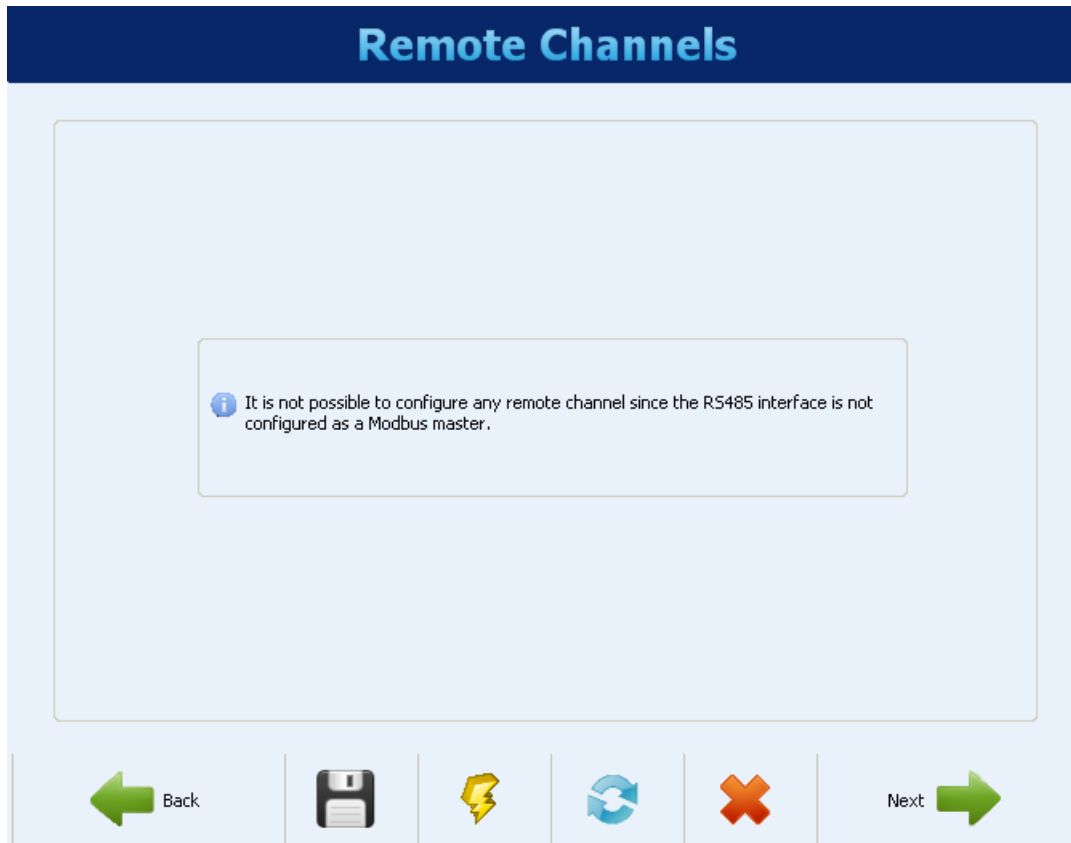 Remote Channels
It is not possible to configure any remote channel since the RS485 interface is not
configured as a Modbus master.
Back
Next